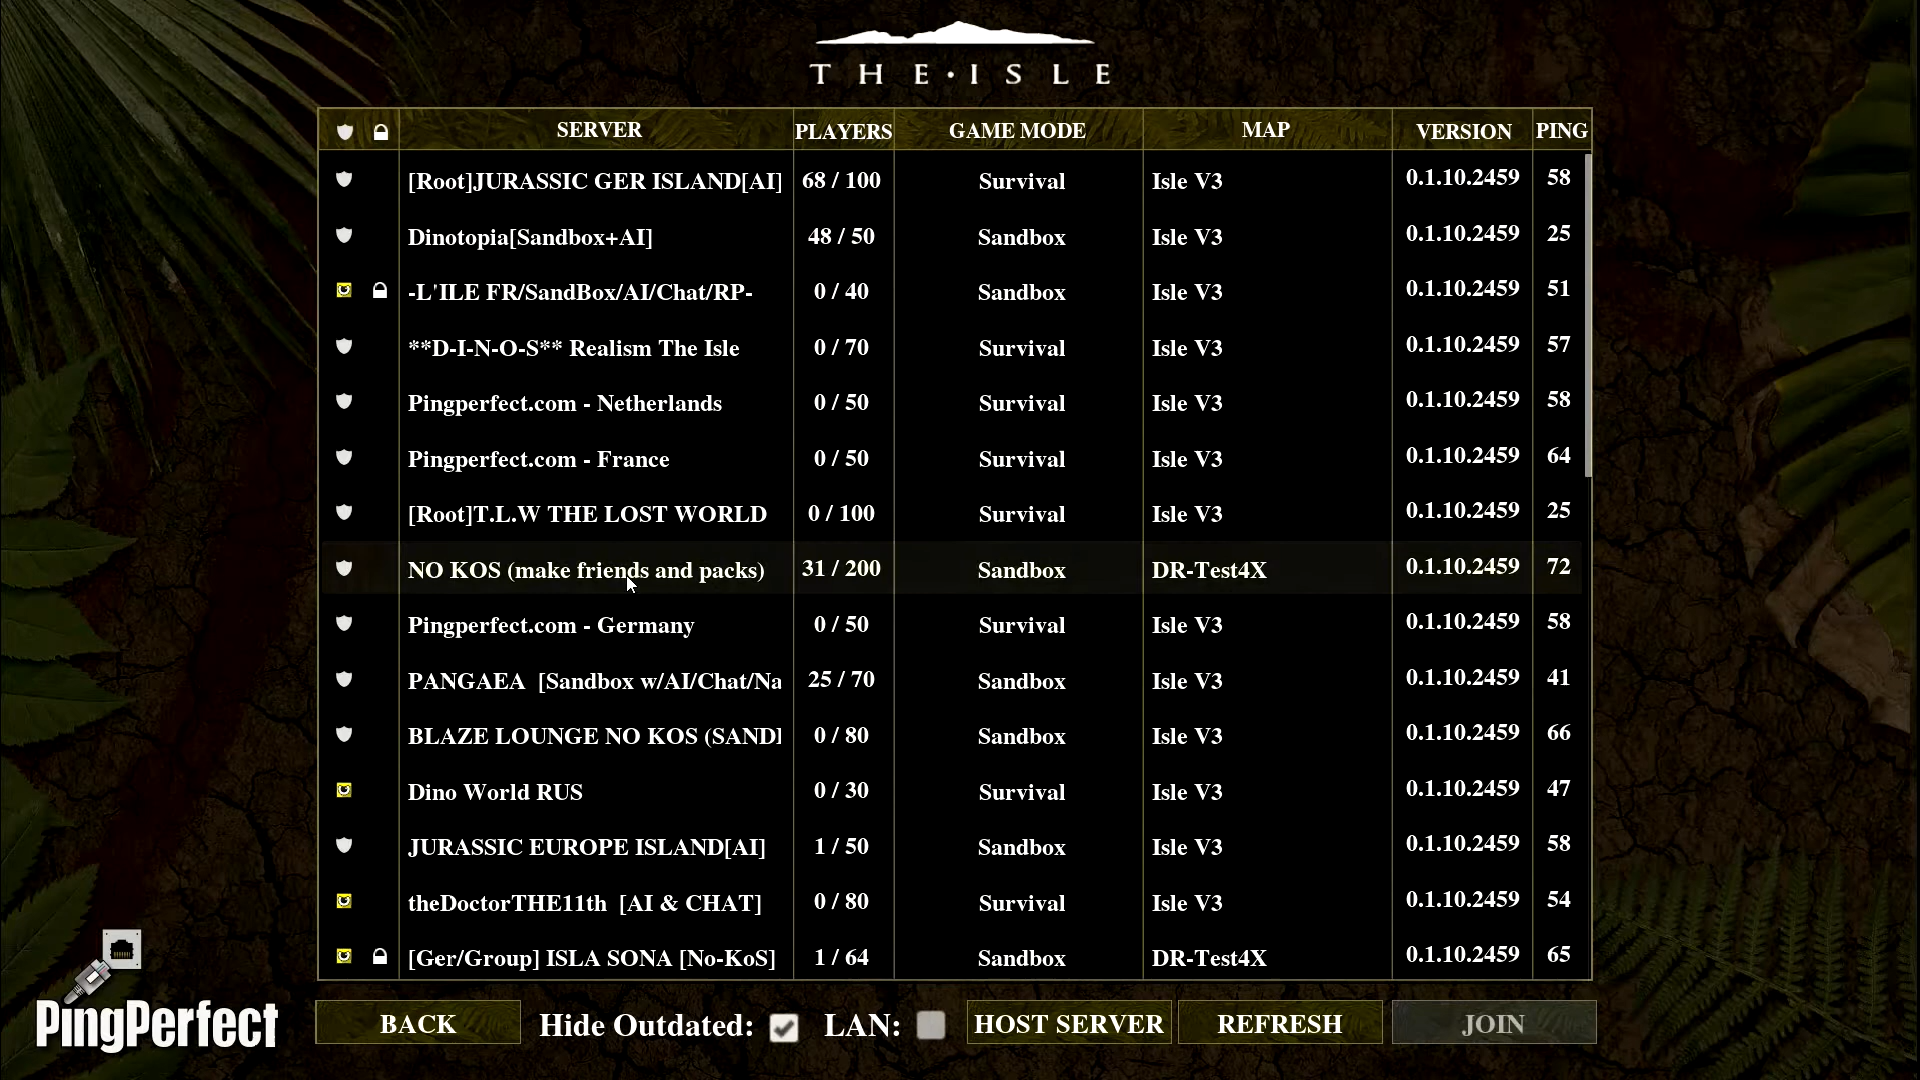 THE·ISLE
SERVER PLAYERS GAME MODE MAP VERSION PING
[Root]JURASSIC GER ISLAND[AI] 68 / 100 Survival Isle V3 0.1.10.2459 58
Dinotopia[Sandbox+AI] 48 / 50 Sandbox Isle V3 0.1.10.2459 25
-L'ILE FR/SandBox/AI/Chat/RP- 0 / 40 Sandbox Isle V3 0.1.10.2459 51
**D-I-N-O-S** Realism The Isle 0 / 70 Survival Isle V3 0.1.10.2459 57
Pingperfect.com - Netherlands 0 / 50 Survival Isle V3 0.1.10.2459 58
Pingperfect.com - France 0 / 50 Survival Isle V3 0.1.10.2459 64
[Root]T.L.W THE LOST WORLD 0 / 100 Survival Isle V3 0.1.10.2459 25
NO KOS (make friends and packs) 31 / 200 Sandbox DR-Test4X 0.1.10.2459 72
Pingperfect.com - Germany 0 / 50 Survival Isle V3 0.1.10.2459 58
PANGAEA [Sandbox w/AI/Chat/Na 25 / 70 Sandbox Isle V3 0.1.10.2459 41
BLAZE LOUNGE NO KOS (SAND 0 / 80 Sandbox Isle V3 0.1.10.2459 66
Dino World RUS 0 / 30 Survival Isle V3 0.1.10.2459 47
JURASSIC EUROPE ISLAND[AI] 1 / 50 Sandbox Isle V3 0.1.10.2459 58
theDoctorTHE11th [AI & CHAT] 0 / 80 Survival Isle V3 0.1.10.2459 54
[Ger/Group] ISLA SONA [No-KoS] 1 / 64 Sandbox DR-Test4X 0.1.10.2459 65
PingPerfect
BACK Hide Outdated: LAN: HOST SERVER REFRESH JOIN